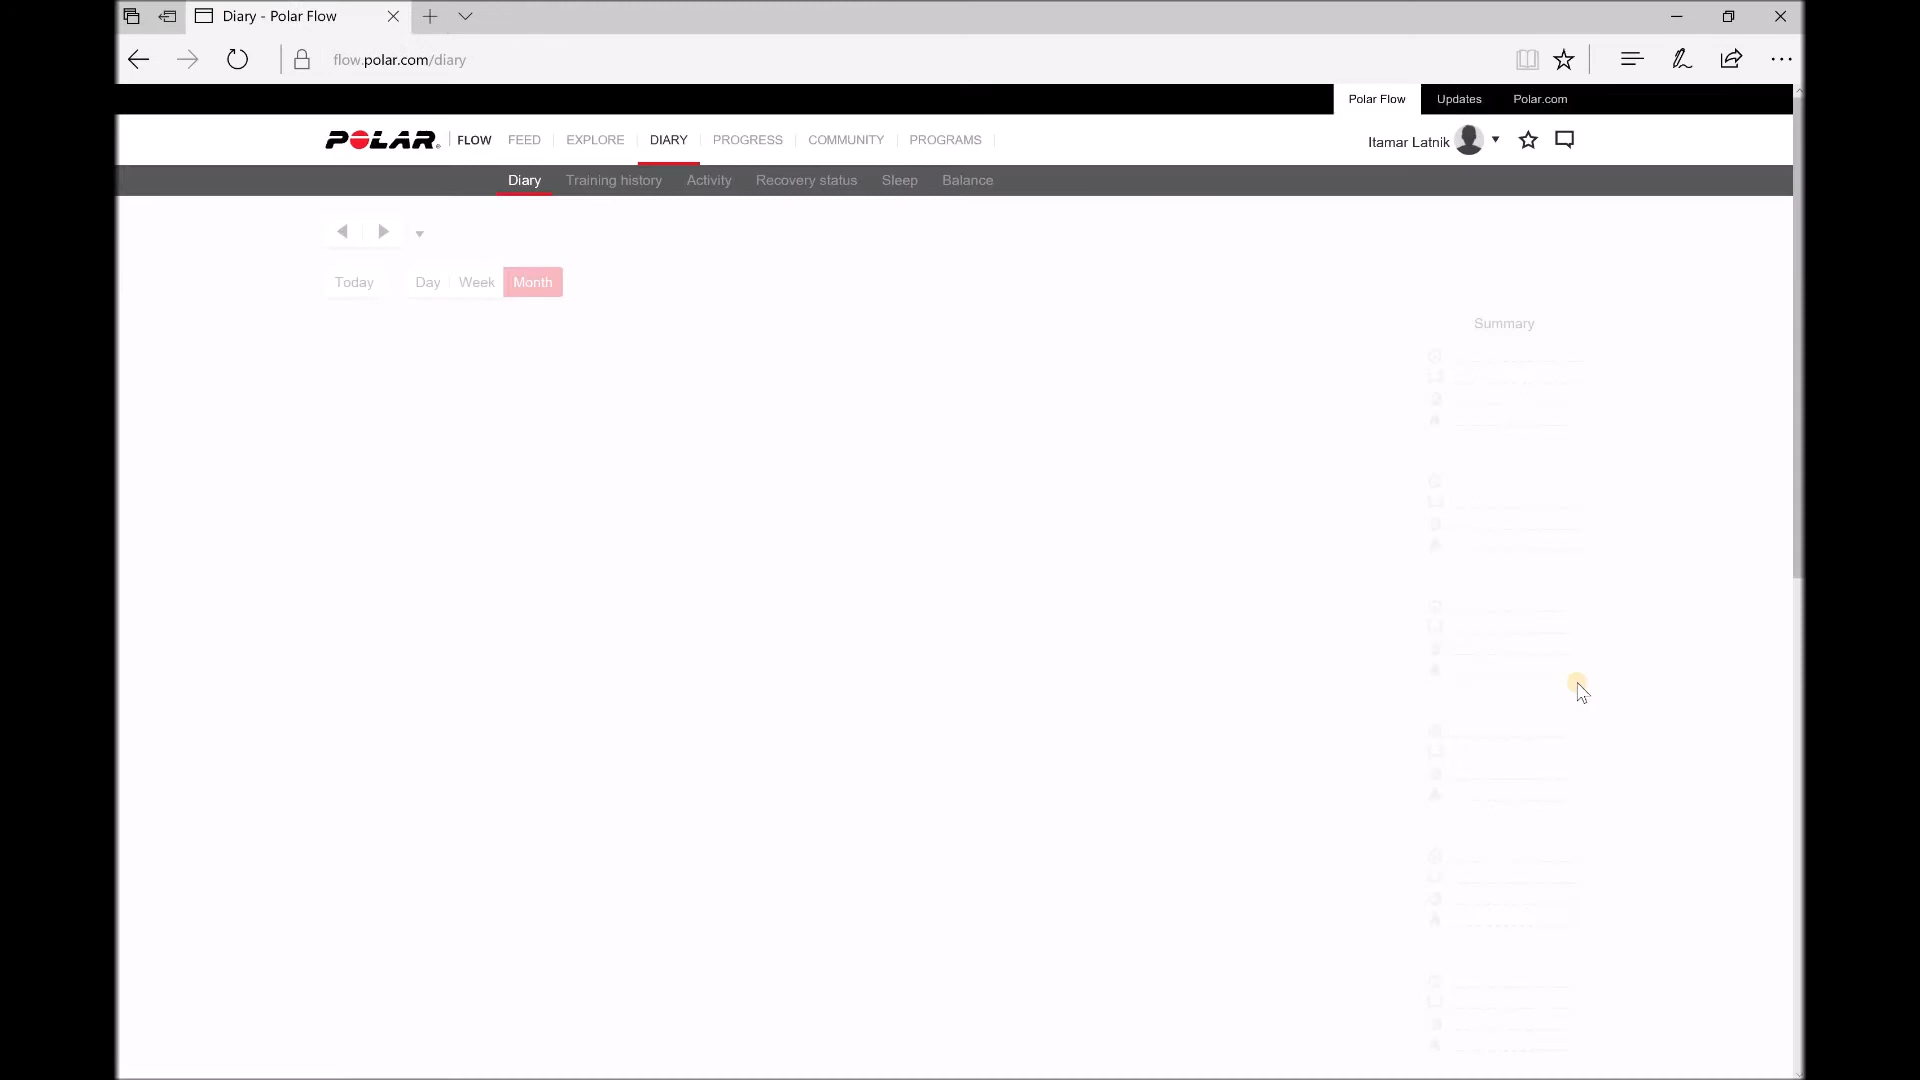 Diary - Polar Flow
flow.polar.com/diary
Polar Flow Updates Polar.com
POLAR FLOW FEED EXPLORE DIARY PROGRESS COMMUNITY PROGRAMS Itamar Latnik
Diary Training history Activity Recovery status Sleep Balance
Today Day Week Month
Summary